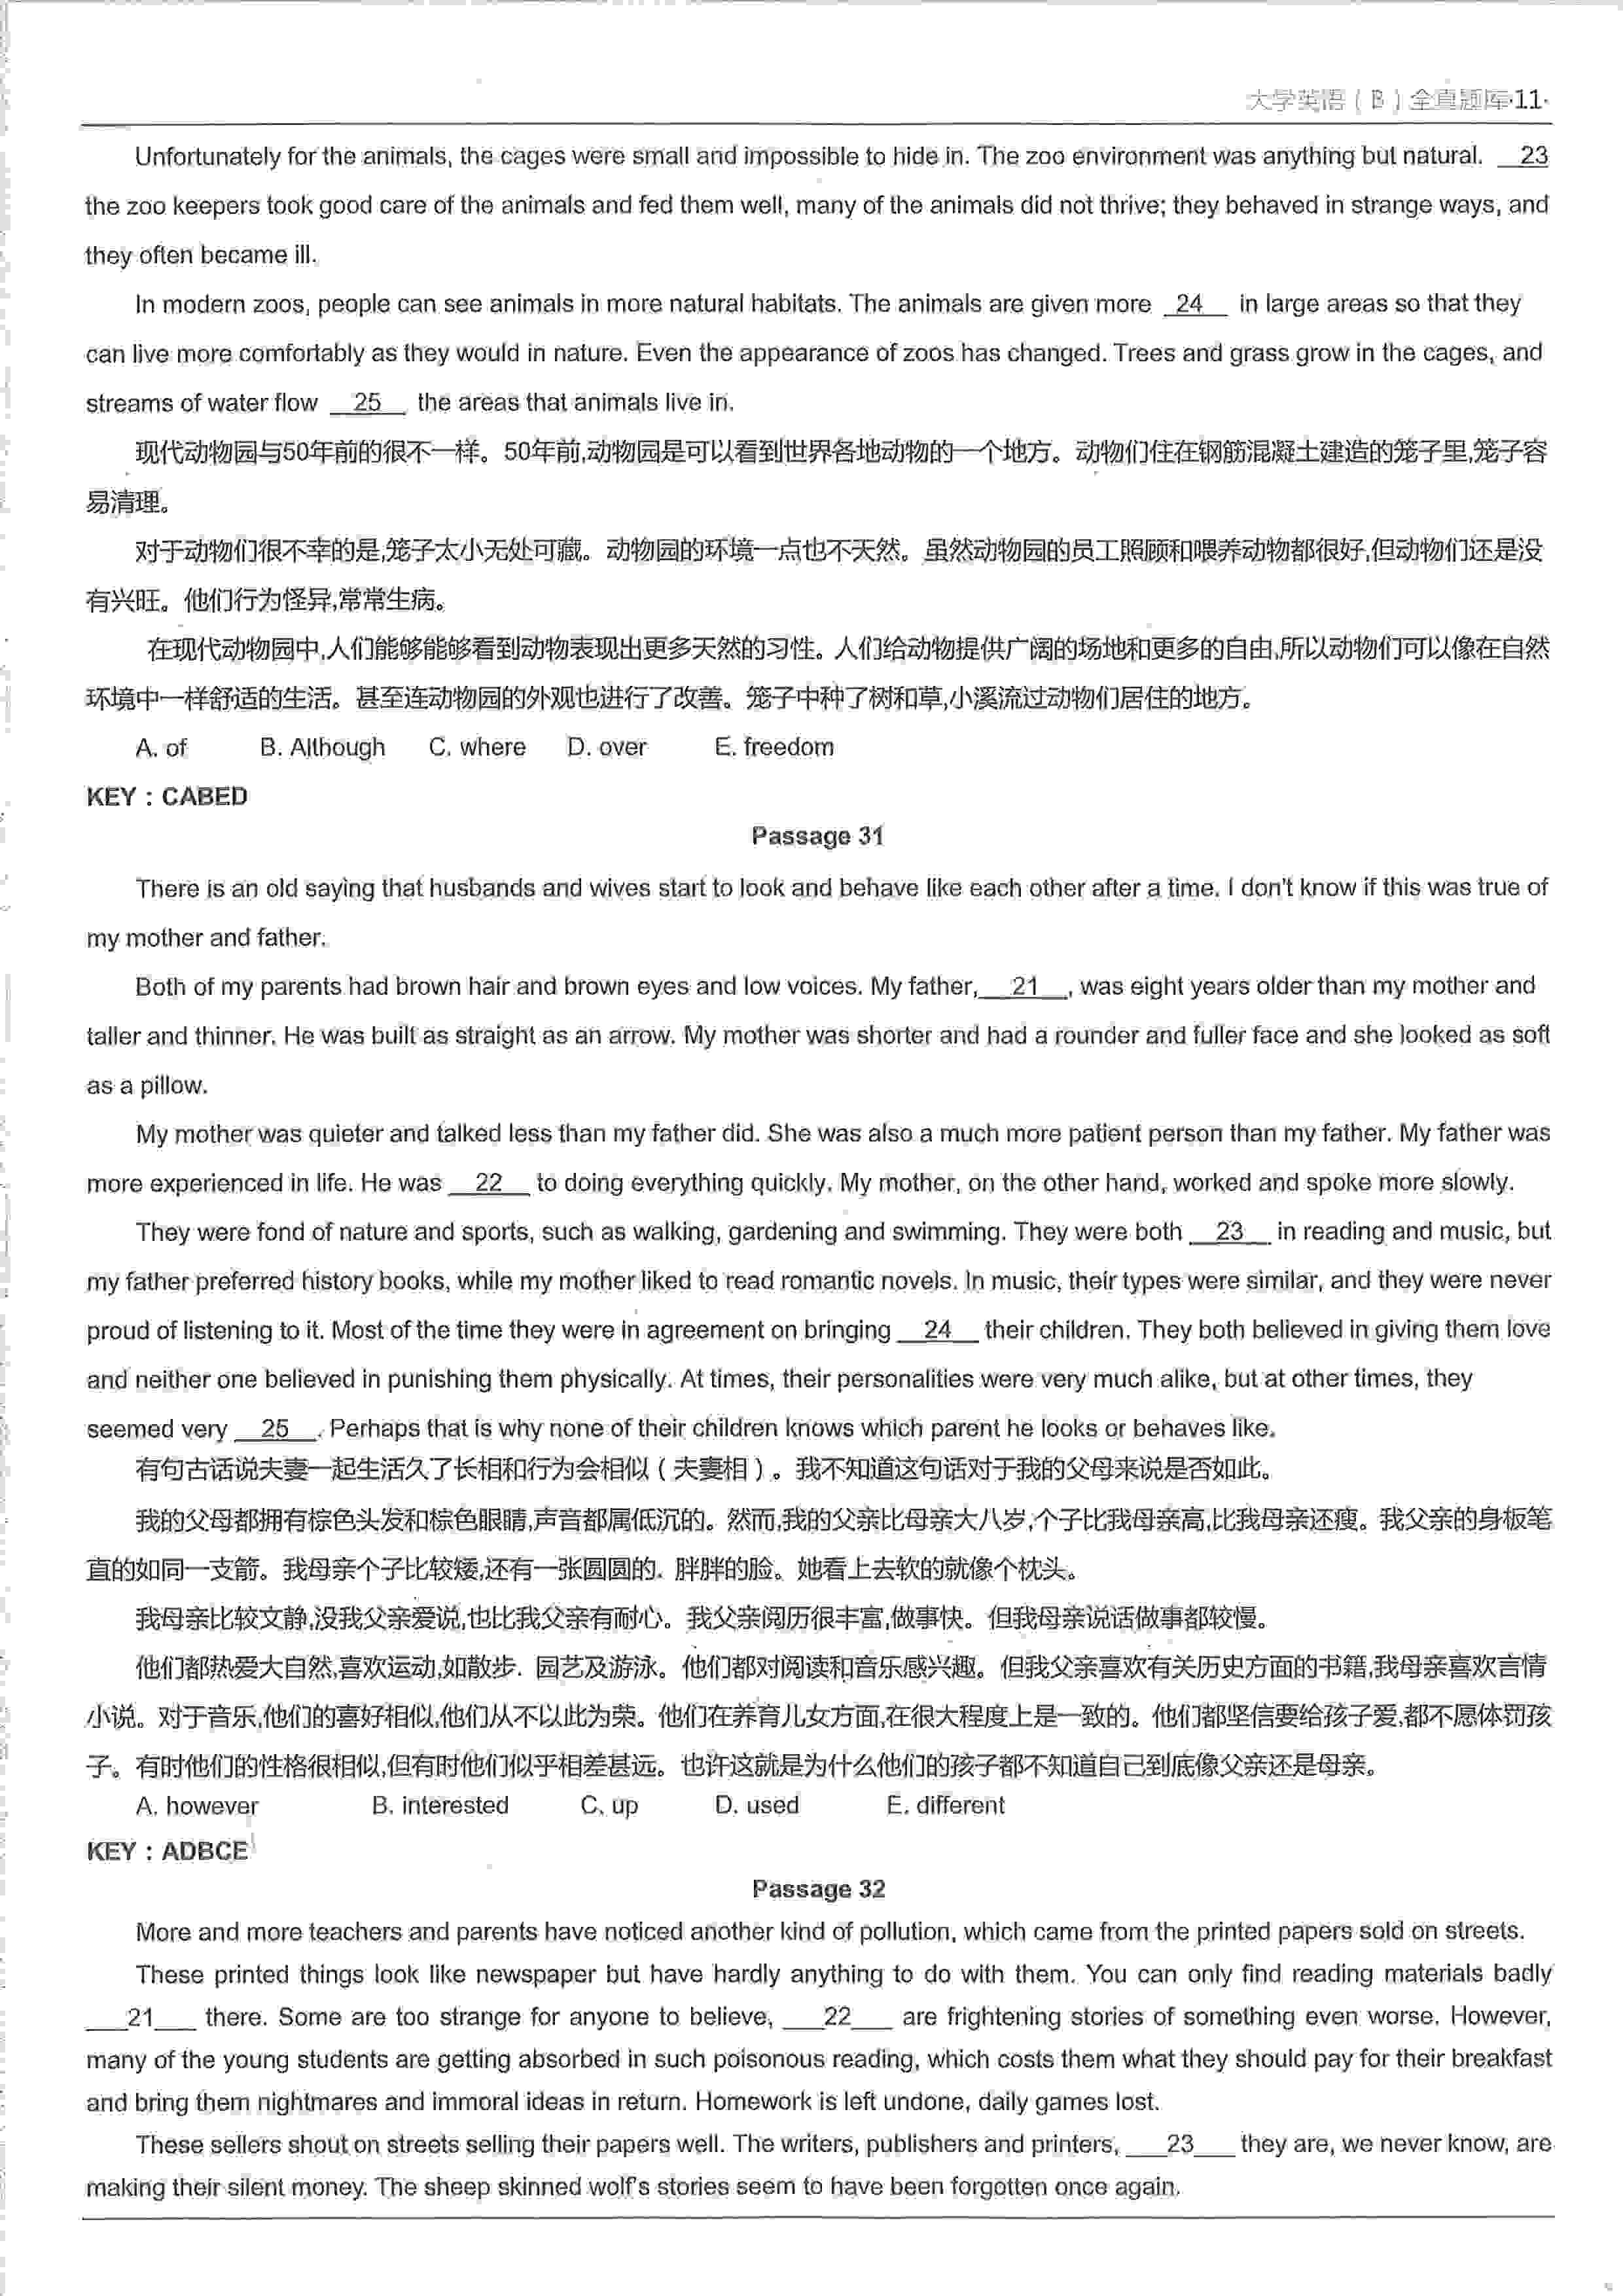 大学英语（B）全真题库·11·
Unfortunately for the animals, the cages were small and impossible to hide in. The zoo environment was anything but natural. __23
the zoo keepers took good care of the animals and fed them well, many of the animals did not thrive; they behaved in strange ways, and
they often became ill.
In modern zoos, people can see animals in more natural habitats. The animals are given more __24__ in large areas so that they
can live more comfortably as they would in nature. Even the appearance of zoos has changed. Trees and grass grow in the cages, and
streams of water flow __25__ the areas that animals live in.
现代动物园与50年前的很不一样。50年前,动物园是可以看到世界各地动物的一个地方。动物们住在钢筋混凝土建造的笼子里,笼子容
易清理。
对于动物们很不幸的是,笼子太小无处可藏。动物园的环境一点也不天然。虽然动物园的员工照顾和喂养动物都很好,但动物们还是没
有兴旺。他们行为怪异,常常生病。
在现代动物园中,人们能够能够看到动物表现出更多天然的习性。人们给动物提供广阔的场地和更多的自由,所以动物们可以像在自然
环境中一样舒适的生活。甚至连动物园的外观也进行了改善。笼子中种了树和草,小溪流过动物们居住的地方。
A. of B. Although C. where D. over E. freedom
KEY：CABED
Passage 31
There is an old saying that husbands and wives start to look and behave like each other after a time. I don't know if this was true of
my mother and father.
Both of my parents had brown hair and brown eyes and low voices. My father,__21__, was eight years older than my mother and
taller and thinner. He was built as straight as an arrow. My mother was shorter and had a rounder and fuller face and she looked as soft
as a pillow.
My mother was quieter and talked less than my father did. She was also a much more patient person than my father. My father was
more experienced in life. He was __22__ to doing everything quickly. My mother, on the other hand, worked and spoke more slowly.
They were fond of nature and sports, such as walking, gardening and swimming. They were both __23__ in reading and music, but
my father preferred history books, while my mother liked to read romantic novels. In music, their types were similar, and they were never
proud of listening to it. Most of the time they were in agreement on bringing __24__ their children. They both believed in giving them love
and neither one believed in punishing them physically. At times, their personalities were very much alike, but at other times, they
seemed very __25__. Perhaps that is why none of their children knows which parent he looks or behaves like.
有句古话说夫妻一起生活久了长相和行为会相似（夫妻相）。我不知道这句话对于我的父母来说是否如此。
我的父母都拥有棕色头发和棕色眼睛,声音都属低沉的。然而,我的父亲比母亲大八岁,个子比我母亲高,比我母亲还瘦。我父亲的身板笔
直的如同一支箭。我母亲个子比较矮,还有一张圆圆的. 胖胖的脸。她看上去软的就像个枕头。
我母亲比较文静,没我父亲爱说,也比我父亲有耐心。我父亲阅历很丰富,做事快。但我母亲说话做事都较慢。
他们都热爱大自然,喜欢运动,如散步. 园艺及游泳。他们都对阅读和音乐感兴趣。但我父亲喜欢有关历史方面的书籍,我母亲喜欢言情
小说。对于音乐,他们的喜好相似,他们从不以此为荣。他们在养育儿女方面,在很大程度上是一致的。他们都坚信要给孩子爱,都不愿体罚孩
子。有时他们的性格很相似,但有时他们似乎相差甚远。也许这就是为什么他们的孩子都不知道自己到底像父亲还是母亲。
A. however B. interested C. up D. used E. different
KEY：ADBCE
Passage 32
More and more teachers and parents have noticed another kind of pollution, which came from the printed papers sold on streets.
These printed things look like newspaper but have hardly anything to do with them. You can only find reading materials badly
___21___ there. Some are too strange for anyone to believe, ___22___ are frightening stories of something even worse. However,
many of the young students are getting absorbed in such poisonous reading, which costs them what they should pay for their breakfast
and bring them nightmares and immoral ideas in return. Homework is left undone, daily games lost.
These sellers shout on streets selling their papers well. The writers, publishers and printers, ___23___ they are, we never know, are
making their silent money. The sheep skinned wolf's stories seem to have been forgotten once again.